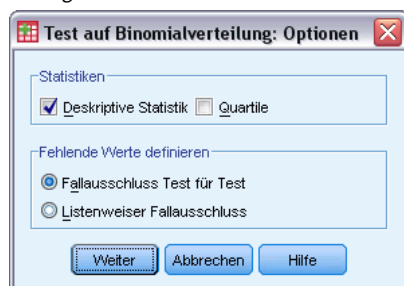 Test auf Binomialverteilung: Optionen
Statistiken
Deskriptive Statistik Quartile
Fehlende Werte definieren
Fallausschluss Test für Test
Listenweiser Fallausschluss
Weiter Abbrechen Hilfe